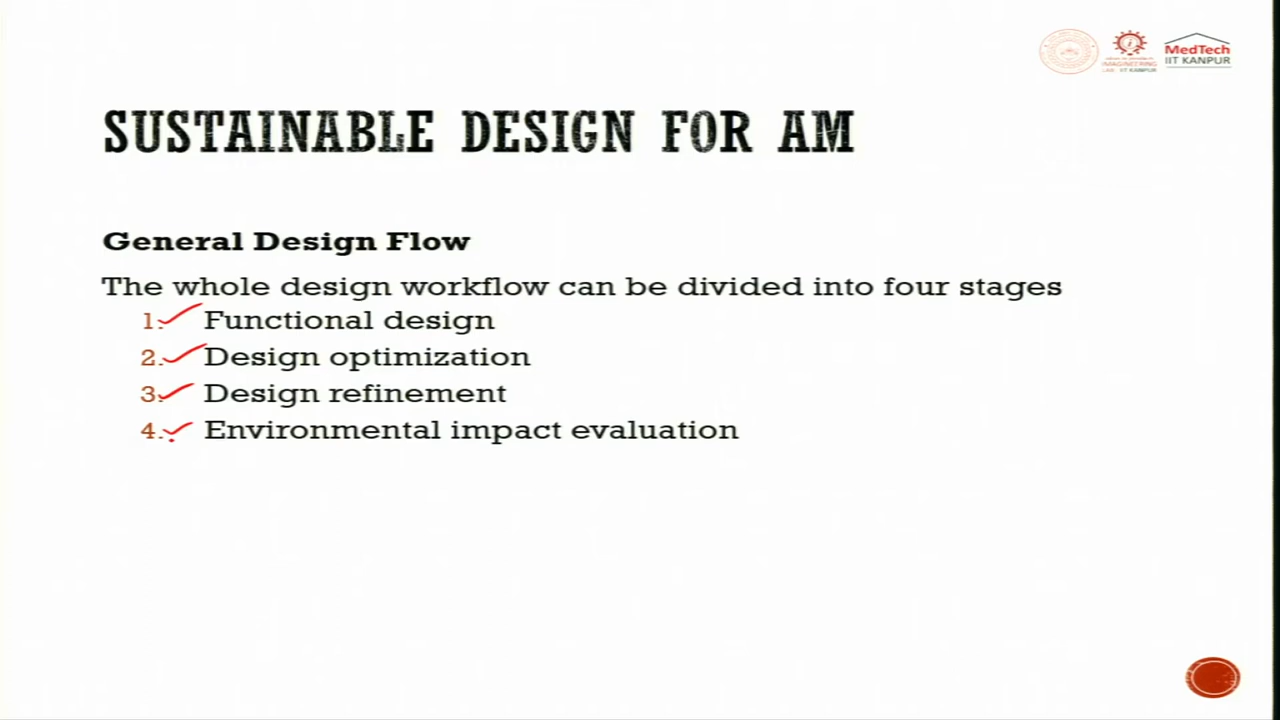 MedTech
IIT KANPUR
SUSTAINABLE DESIGN FOR AM
General Design Flow
The whole design workflow can be divided into four stages
1. Functional design
2. Design optimization
3. Design refinement
4. Environmental impact evaluation